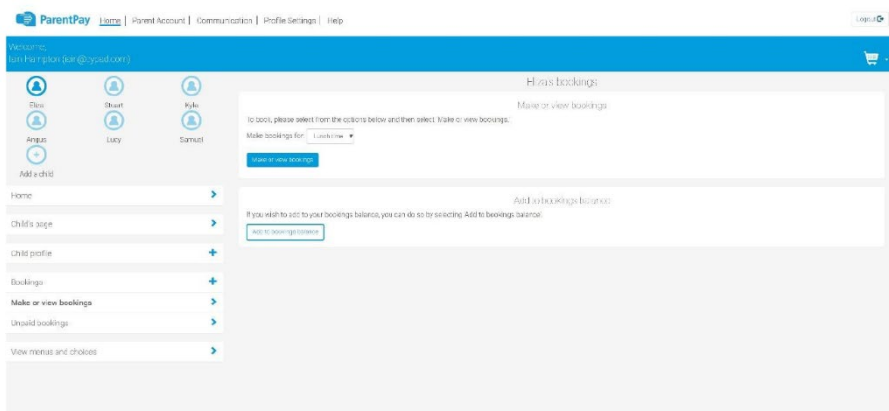 ParentPay Home | Parent Account | Communication | Profile Settings | Help
Logout
Welcome,
Iain Hampton (iain@cypad.com)
Eliza Stuart Kyle
Angus Lucy Samuel
Add a child
Home
Child's page
Child profile
Bookings
Make or view bookings
Unpaid bookings
View menus and choices
Eliza's bookings
Make or view bookings
To book, please select from the options below and then select Make or view bookings.
Make bookings for: Lunchtime
Make or view bookings
Add to bookings balance
If you wish to add to your bookings balance, you can do so by selecting Add to bookings balance.
Add to bookings balance